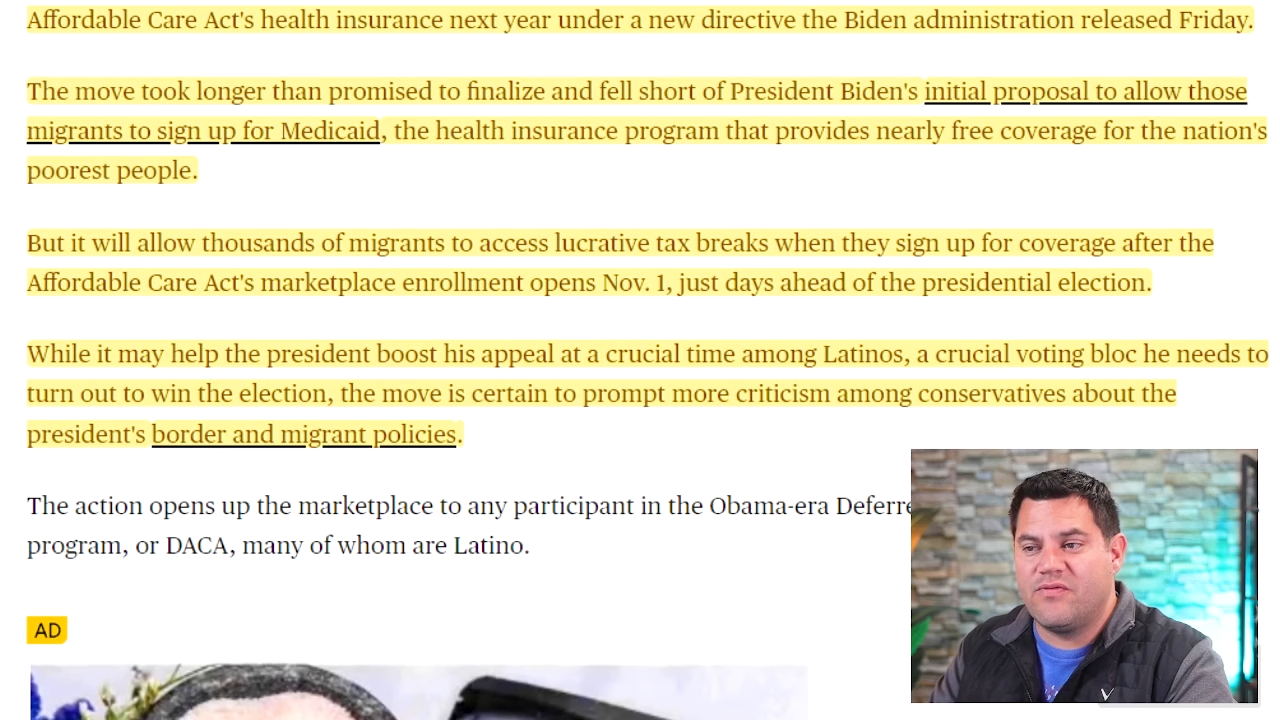 Affordable Care Act's health insurance next year under a new directive the Biden administration released Friday.
The move took longer than promised to finalize and fell short of President Biden's initial proposal to allow those
migrants to sign up for Medicaid, the health insurance program that provides nearly free coverage for the nation's
poorest people.
But it will allow thousands of migrants to access lucrative tax breaks when they sign up for coverage after the
Affordable Care Act's marketplace enrollment opens Nov. 1, just days ahead of the presidential election.
While it may help the president boost his appeal at a crucial time among Latinos, a crucial voting bloc he needs to
turn out to win the election, the move is certain to prompt more criticism among conservatives about the
president's border and migrant policies.
The action opens up the marketplace to any participant in the Obama-era Deferre
program, or DACA, many of whom are Latino.
AD